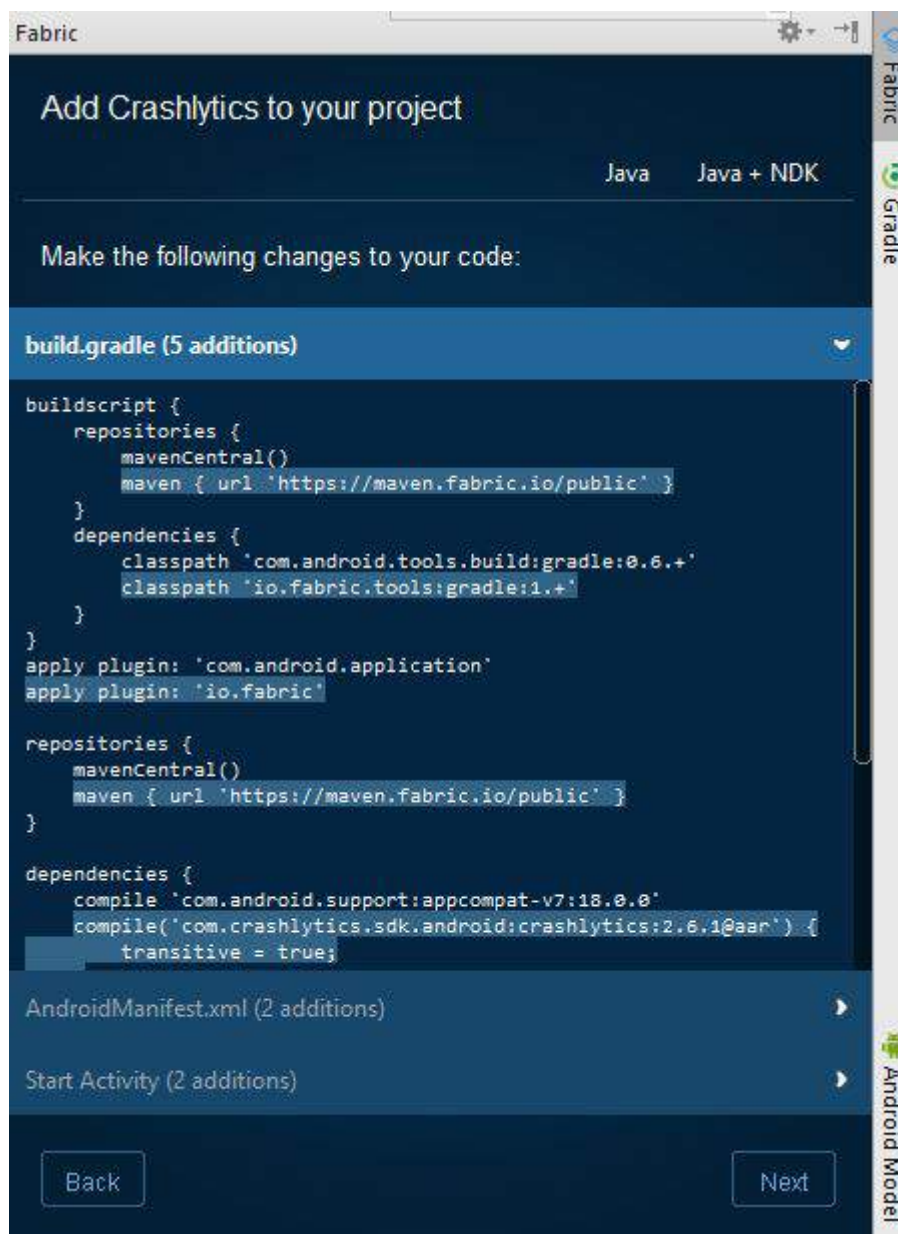 Fabric
Add Crashlytics to your project
Java Java + NDK
Make the following changes to your code:
build.gradle (5 additions)
buildscript {
    repositories {
        mavenCentral()
        maven { url 'https://maven.fabric.io/public' }
    }
    dependencies {
        classpath 'com.android.tools.build:gradle:0.6.+'
        classpath 'io.fabric.tools:gradle:1.+'
    }
}
apply plugin: 'com.android.application'
apply plugin: 'io.fabric'
repositories {
    mavenCentral()
    maven { url 'https://maven.fabric.io/public' }
}
dependencies {
    compile 'com.android.support:appcompat-v7:18.0.0'
    compile('com.crashlytics.sdk.android:crashlytics:2.6.1@aar') {
        transitive = true;
AndroidManifest.xml (2 additions)
Start Activity (2 additions)
Back Next
Fabric
Gradle
Android Model